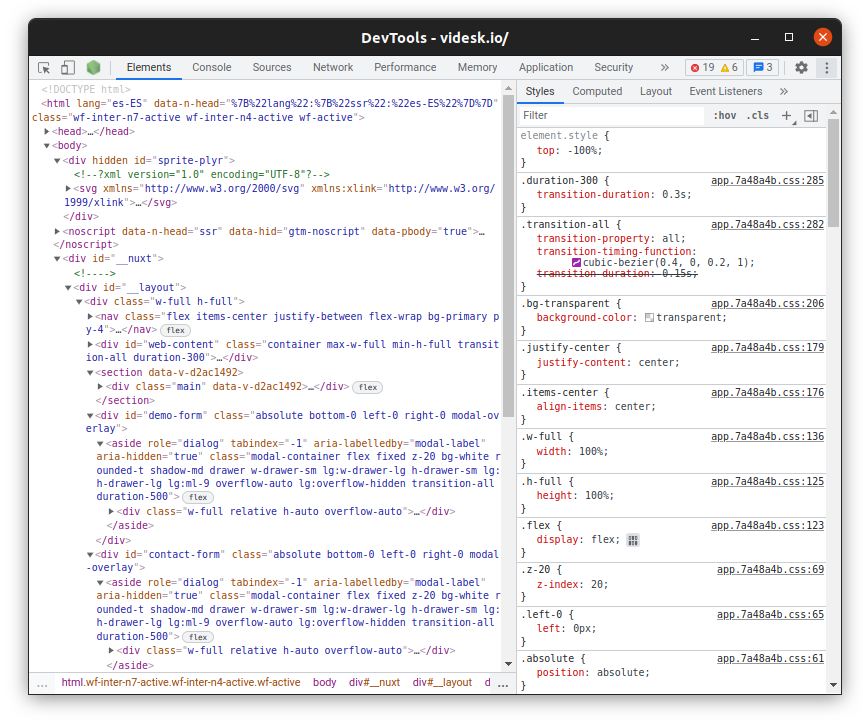 DevTools - videsk.io/
Elements Console Sources Network Performance Memory Application Security » 19 6 3
<!DOCTYPE html>
<html lang="es-ES" data-n-head="%7B%22lang%22:%7B%22ssr%22:%22es-ES%22%7D%7D"
class="wf-inter-n7-active wf-inter-n4-active wf-active">
▶<head>…</head>
▼<body>
▼<div hidden id="sprite-plyr">
<!--?xml version="1.0" encoding="UTF-8"?-->
▶<svg xmlns="http://www.w3.org/2000/svg" xmlns:xlink="http://www.w3.org/
1999/xlink">…</svg>
</div>
▶<noscript data-n-head="ssr" data-hid="gtm-noscript" data-pbody="true">…
</noscript>
▼<div id="__nuxt">
<!---->
▼<div id="__layout">
▼<div class="w-full h-full">
▶<nav class="flex items-center justify-between flex-wrap bg-primary p
y-4">…</nav> flex
▶<div id="web-content" class="container max-w-full min-h-full transit
ion-all duration-300">…</div>
▼<section data-v-d2ac1492>
▶<div class="main" data-v-d2ac1492>…</div> flex
</section>
▼<div id="demo-form" class="absolute bottom-0 left-0 right-0 modal-ov
erlay">
▼<aside role="dialog" tabindex="-1" aria-labelledby="modal-label"
aria-hidden="true" class="modal-container flex fixed z-20 bg-white r
ounded-t shadow-md drawer w-drawer-sm lg:w-drawer-lg h-drawer-sm lg:
h-drawer-lg lg:ml-9 overflow-auto lg:overflow-hidden transition-all
duration-500"> flex
▶<div class="w-full relative h-auto overflow-auto">…</div>
</aside>
</div>
▼<div id="contact-form" class="absolute bottom-0 left-0 right-0 modal
-overlay">
▼<aside role="dialog" tabindex="-1" aria-labelledby="modal-label"
aria-hidden="true" class="modal-container flex fixed z-20 bg-white r
ounded-t shadow-md drawer w-drawer-sm lg:w-drawer-lg h-drawer-sm lg:
h-drawer-lg lg:ml-9 overflow-auto lg:overflow-hidden transition-all
duration-500"> flex
▶<div class="w-full relative h-auto overflow-auto">…</div>
</aside>
... html.wf-inter-n7-active.wf-inter-n4-active.wf-active body div#__nuxt div#__layout d ...
Styles Computed Layout Event Listeners »
Filter :hov .cls +
element.style {
top: -100%;
}
.duration-300 { app.7a48a4b.css:285
transition-duration: 0.3s;
}
.transition-all { app.7a48a4b.css:282
transition-property: all;
transition-timing-function:
cubic-bezier(0.4, 0, 0.2, 1);
transition-duration: 0.15s;
}
.bg-transparent { app.7a48a4b.css:206
background-color: transparent;
}
.justify-center { app.7a48a4b.css:179
justify-content: center;
}
.items-center { app.7a48a4b.css:176
align-items: center;
}
.w-full { app.7a48a4b.css:136
width: 100%;
}
.h-full { app.7a48a4b.css:125
height: 100%;
}
.flex { app.7a48a4b.css:123
display: flex;
}
.z-20 { app.7a48a4b.css:69
z-index: 20;
}
.left-0 { app.7a48a4b.css:65
left: 0px;
}
.absolute { app.7a48a4b.css:61
position: absolute;
}